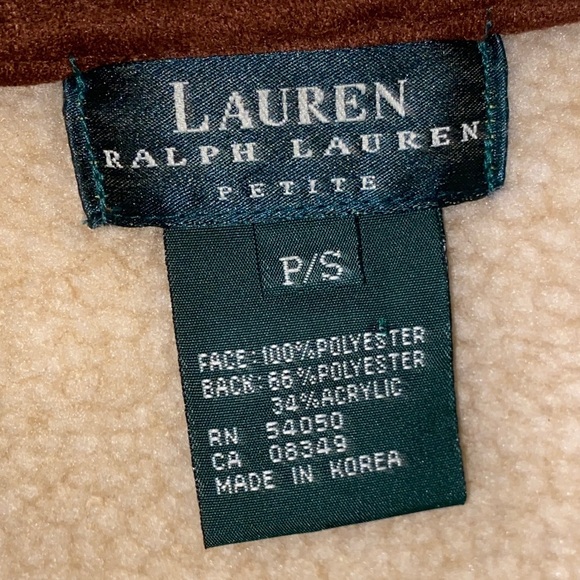 LAUREN
RALPH LAUREN
PETITE
P/S
FACE: 100% POLYESTER
BACK: 66% POLYESTER
34% ACRYLIC
RN 54050
CA 08349
MADE IN KOREA